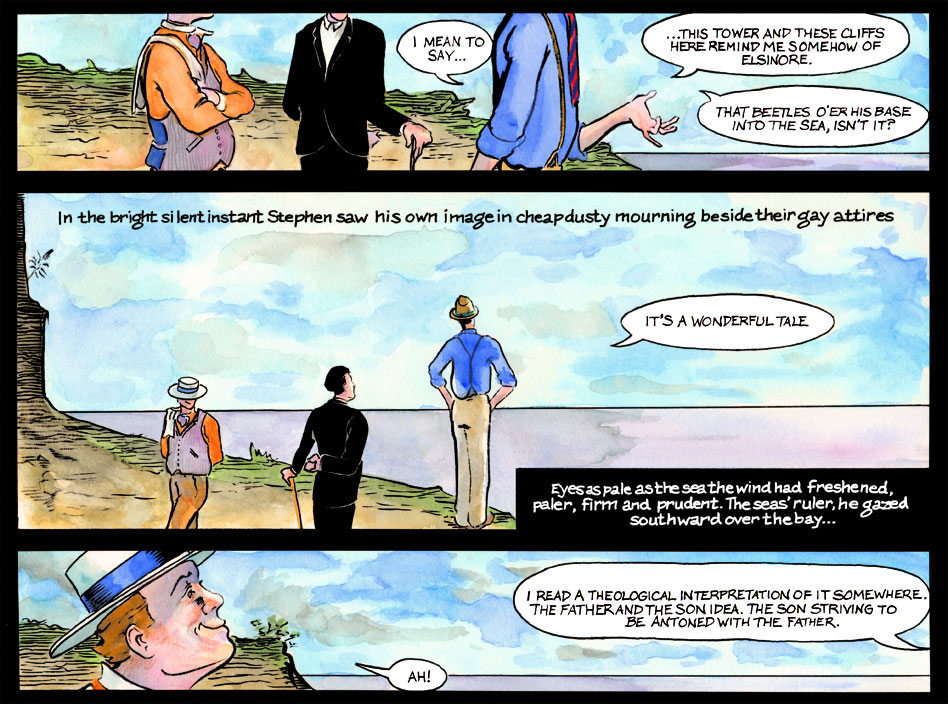 I MEAN TO
SAY...
...THIS TOWER AND THESE CLIFFS
HERE REMIND ME SOMEHOW OF
ELSINORE.
THAT BEETLES O'ER HIS BASE
INTO THE SEA, ISN'T IT?
In the bright silent instant Stephen saw his own image in cheap dusty mourning beside their gay attires
IT'S A WONDERFUL TALE
Eyes as pale as the sea the wind had freshened,
paler, firm and prudent. The seas' ruler, he gazed
southward over the bay...
I READ A THEOLOGICAL INTERPRETATION OF IT SOMEWHERE.
THE FATHER AND THE SON IDEA. THE SON STRIVING TO
BE ANTONED WITH THE FATHER.
AH!